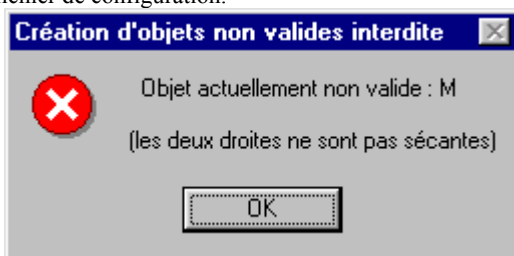 fichier de configuration.
Création d'objets non valides interdite
Objet actuellement non valide : M
(les deux droites ne sont pas sécantes)
OK